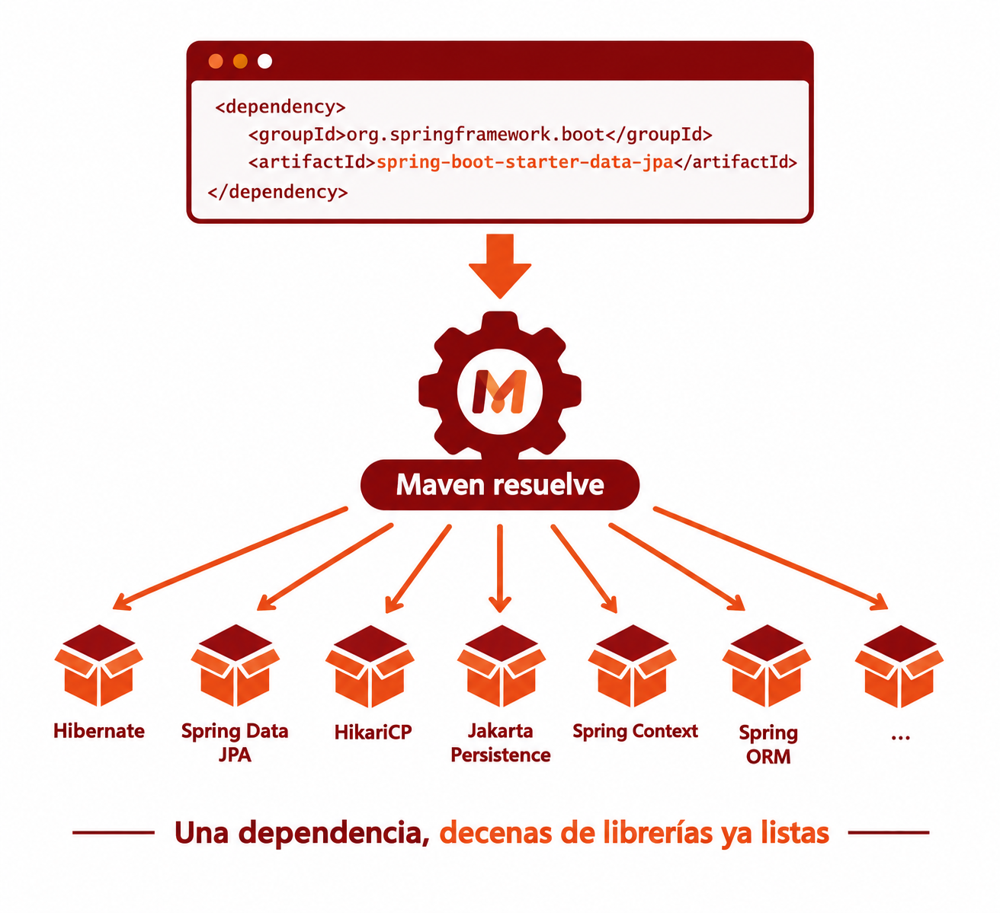 <dependency>
<groupId>org.springframework.boot</groupId>
<artifactId>spring-boot-starter-data-jpa</artifactId>
</dependency>
M
Maven resuelve
Hibernate
Spring Data
JPA
HikariCP
Jakarta
Persistence
Spring Context
Spring
ORM
...
Una dependencia, decenas de librerías ya listas